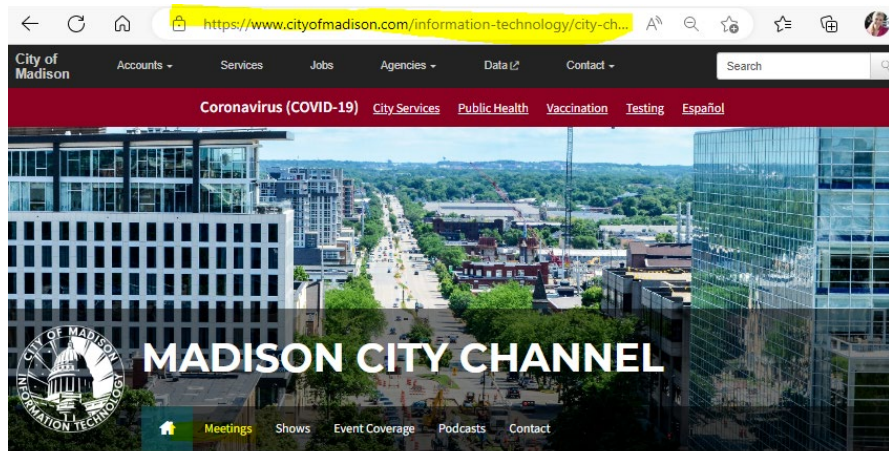 https://www.cityofmadison.com/information-technology/city-ch...
City of Madison
Accounts Services Jobs Agencies Data Contact Search
Coronavirus (COVID-19) City Services Public Health Vaccination Testing Español
CITY OF MADISON
INFORMATION TECHNOLOGY
MADISON CITY CHANNEL
Meetings Shows Event Coverage Podcasts Contact